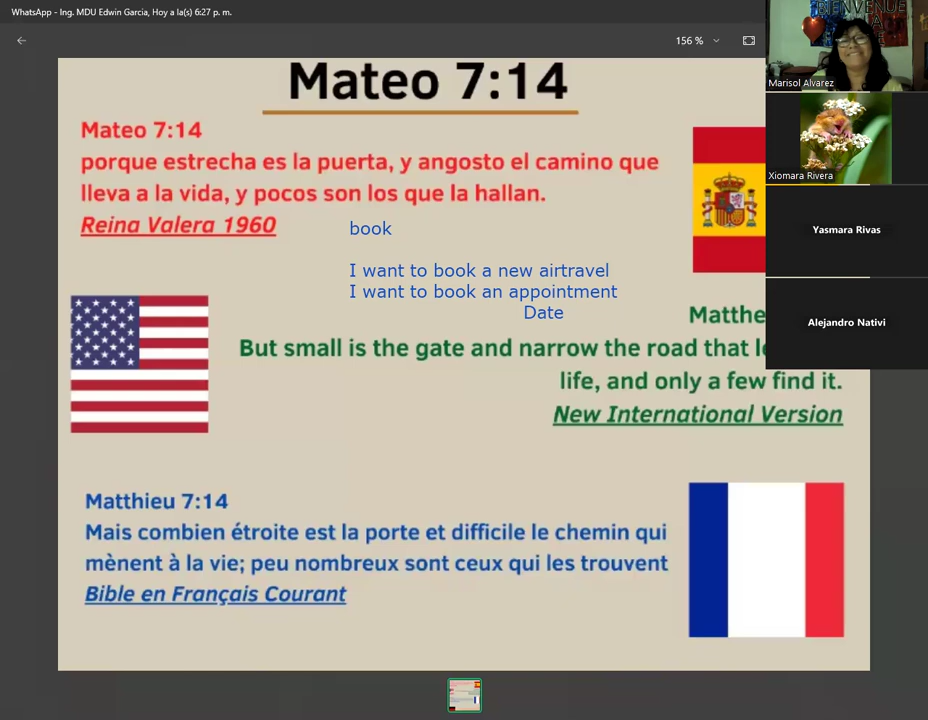 WhatsApp - Ing. MDU Edwin Garcia, Hoy a la(s) 6:27 p. m.
156 %
BIENVENUE
LA
Marisol Alvarez
Xiomara Rivera
Yasmara Rivas
Alejandro Nativi
Mateo 7:14
Mateo 7:14
porque estrecha es la puerta, y angosto el camino que
lleva a la vida, y pocos son los que la hallan.
Reina Valera 1960
book
I want to book a new airtravel
I want to book an appointment
Date
Matthe
But small is the gate and narrow the road that
life, and only a few find it.
New International Version
Matthieu 7:14
Mais combien étroite est la porte et difficile le chemin qui
mènent à la vie; peu nombreux sont ceux qui les trouvent
Bible en Français Courant